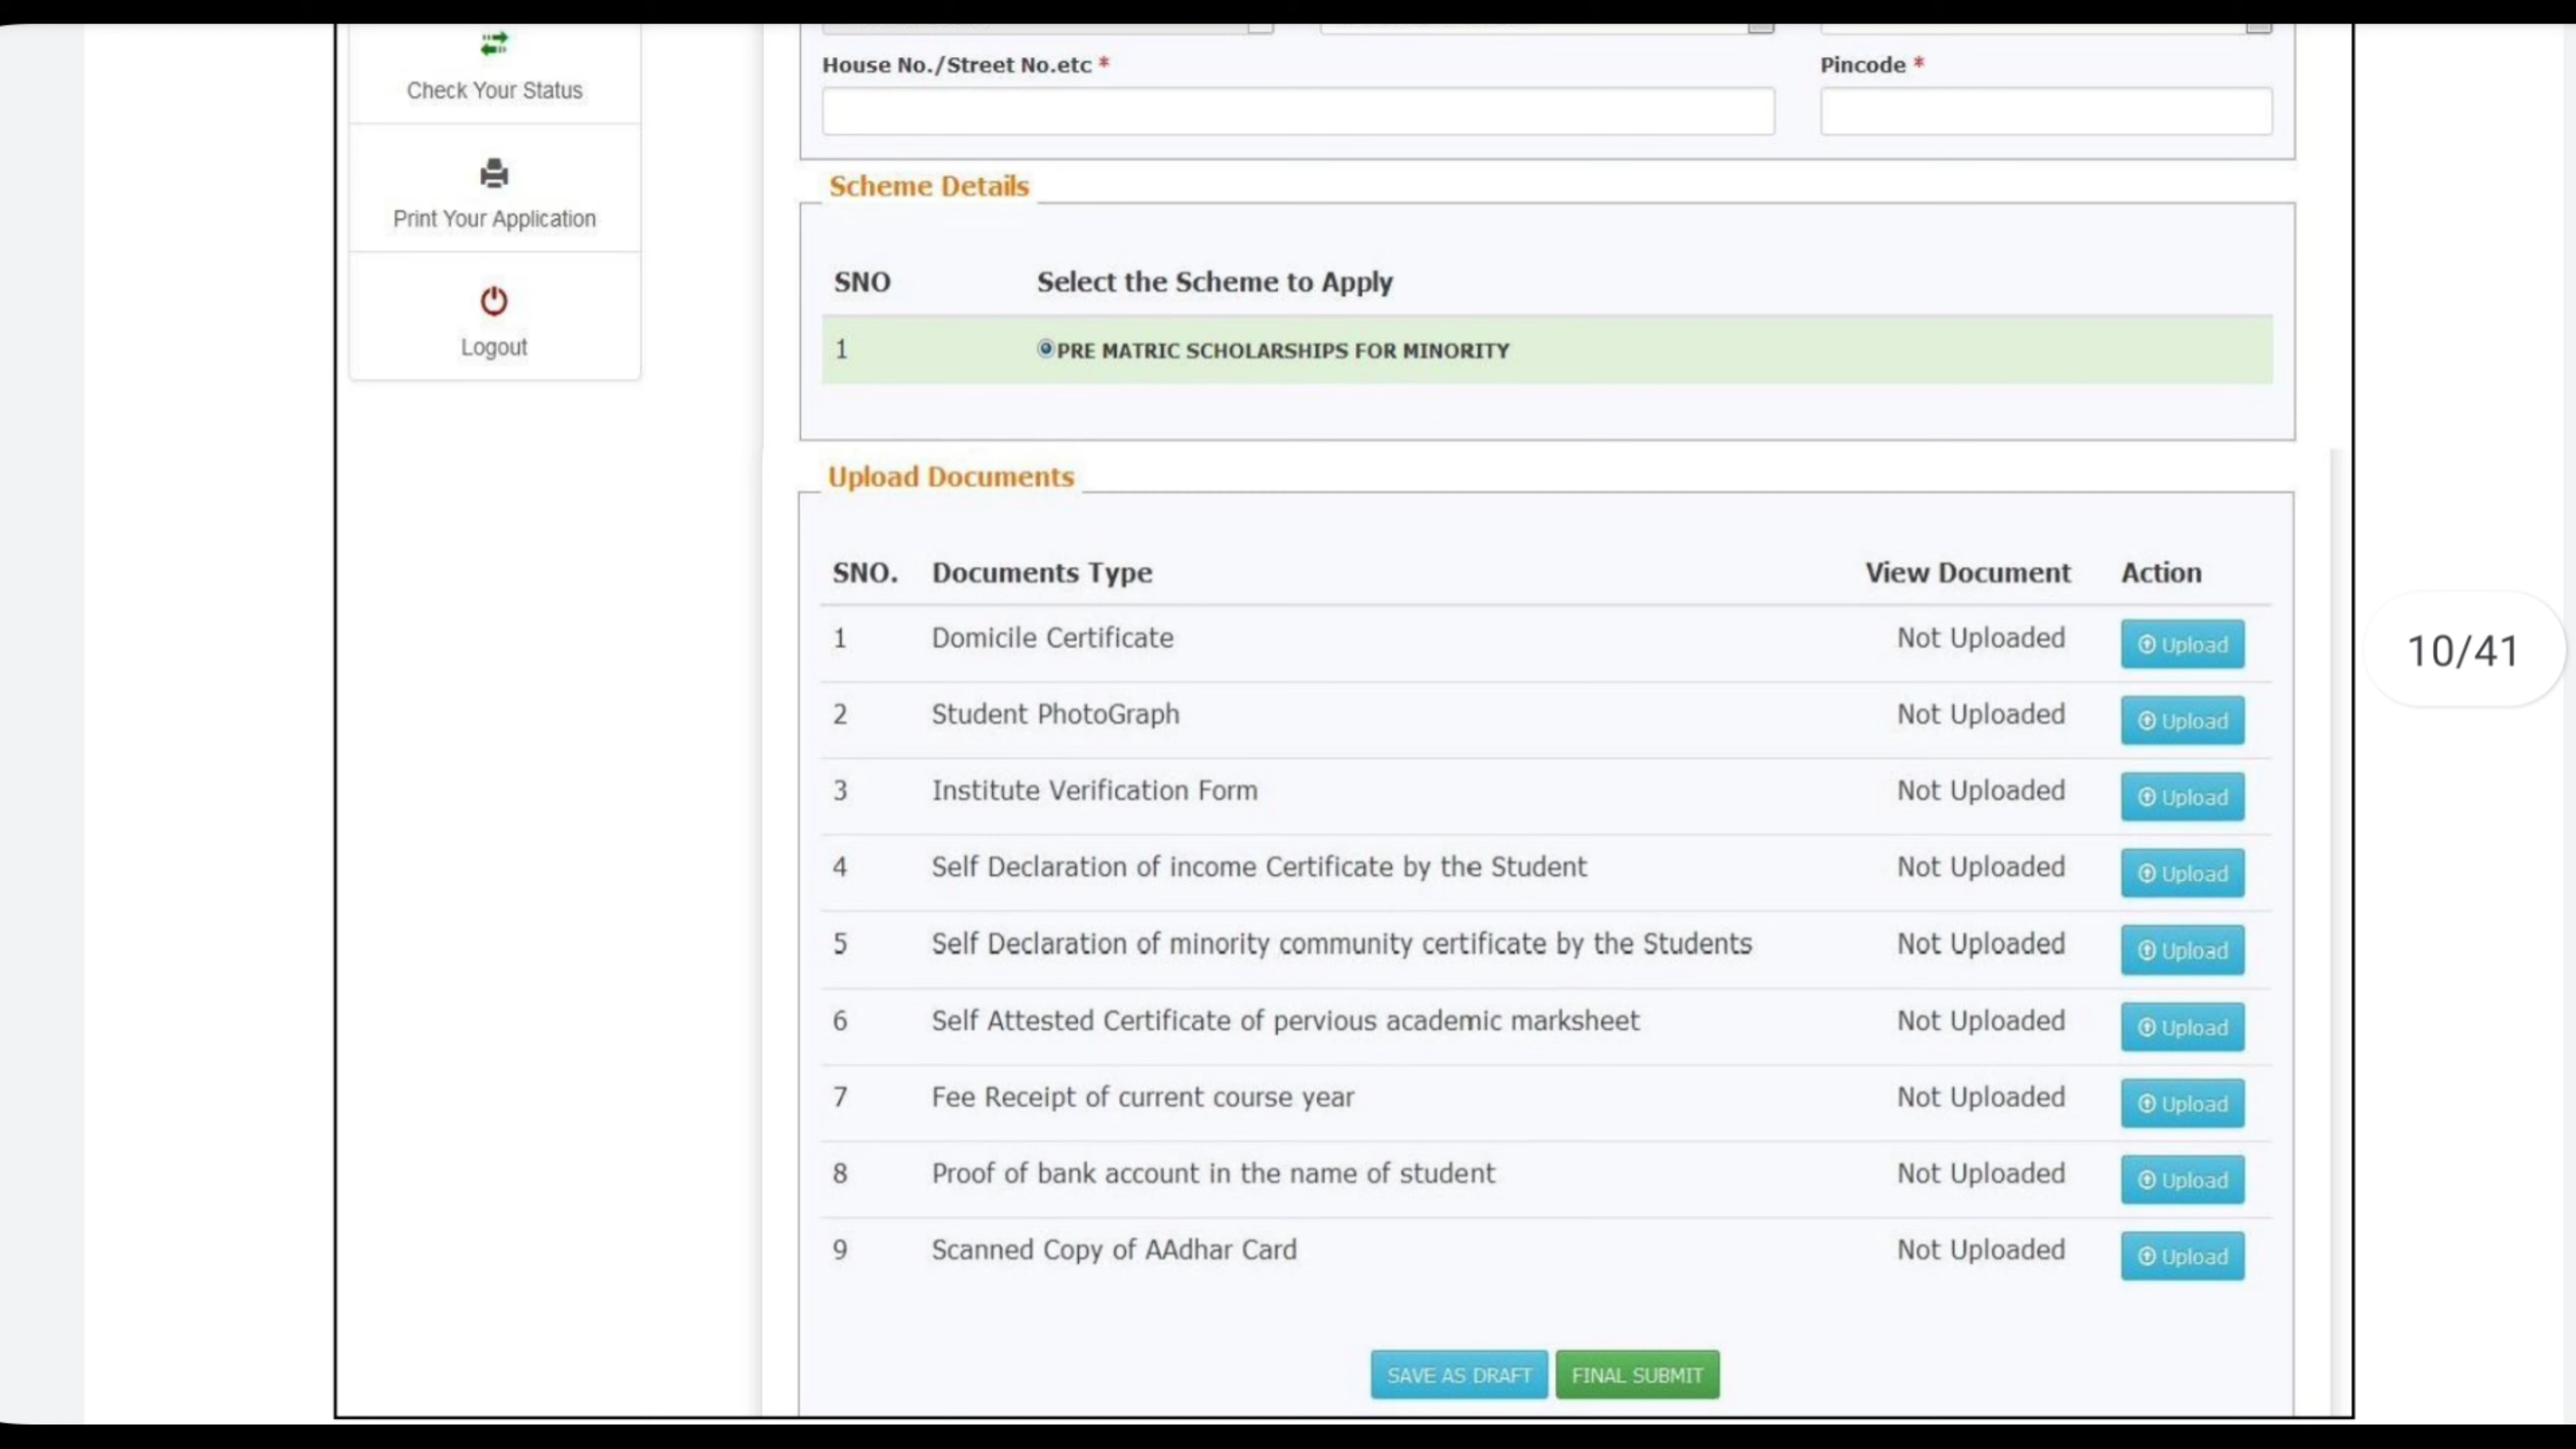 Check Your Status
Print Your Application
Logout
House No./Street No.etc * Pincode *
Scheme Details
SNO Select the Scheme to Apply
1 PRE MATRIC SCHOLARSHIPS FOR MINORITY
Upload Documents
SNO. Documents Type View Document Action
1 Domicile Certificate Not Uploaded Upload
2 Student PhotoGraph Not Uploaded Upload
3 Institute Verification Form Not Uploaded Upload
4 Self Declaration of income Certificate by the Student Not Uploaded Upload
5 Self Declaration of minority community certificate by the Students Not Uploaded Upload
6 Self Attested Certificate of pervious academic marksheet Not Uploaded Upload
7 Fee Receipt of current course year Not Uploaded Upload
8 Proof of bank account in the name of student Not Uploaded Upload
9 Scanned Copy of AAdhar Card Not Uploaded Upload
SAVE AS DRAFT FINAL SUBMIT
10/41